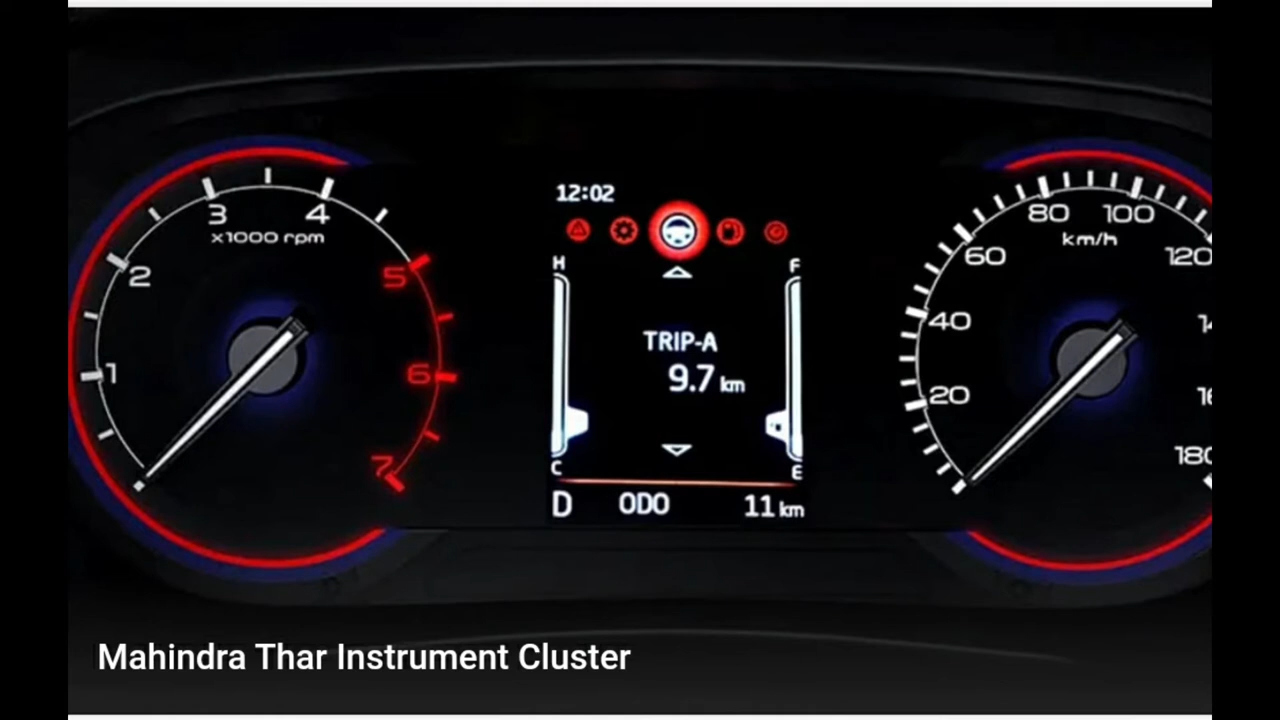 3
4
x1000 rpm
2
5
1
6
7
12:02
H
F
TRIP-A
9.7 km
C
E
D
ODO
11 km
80
100
km/h
60
120
40
20
180
Mahindra Thar Instrument Cluster